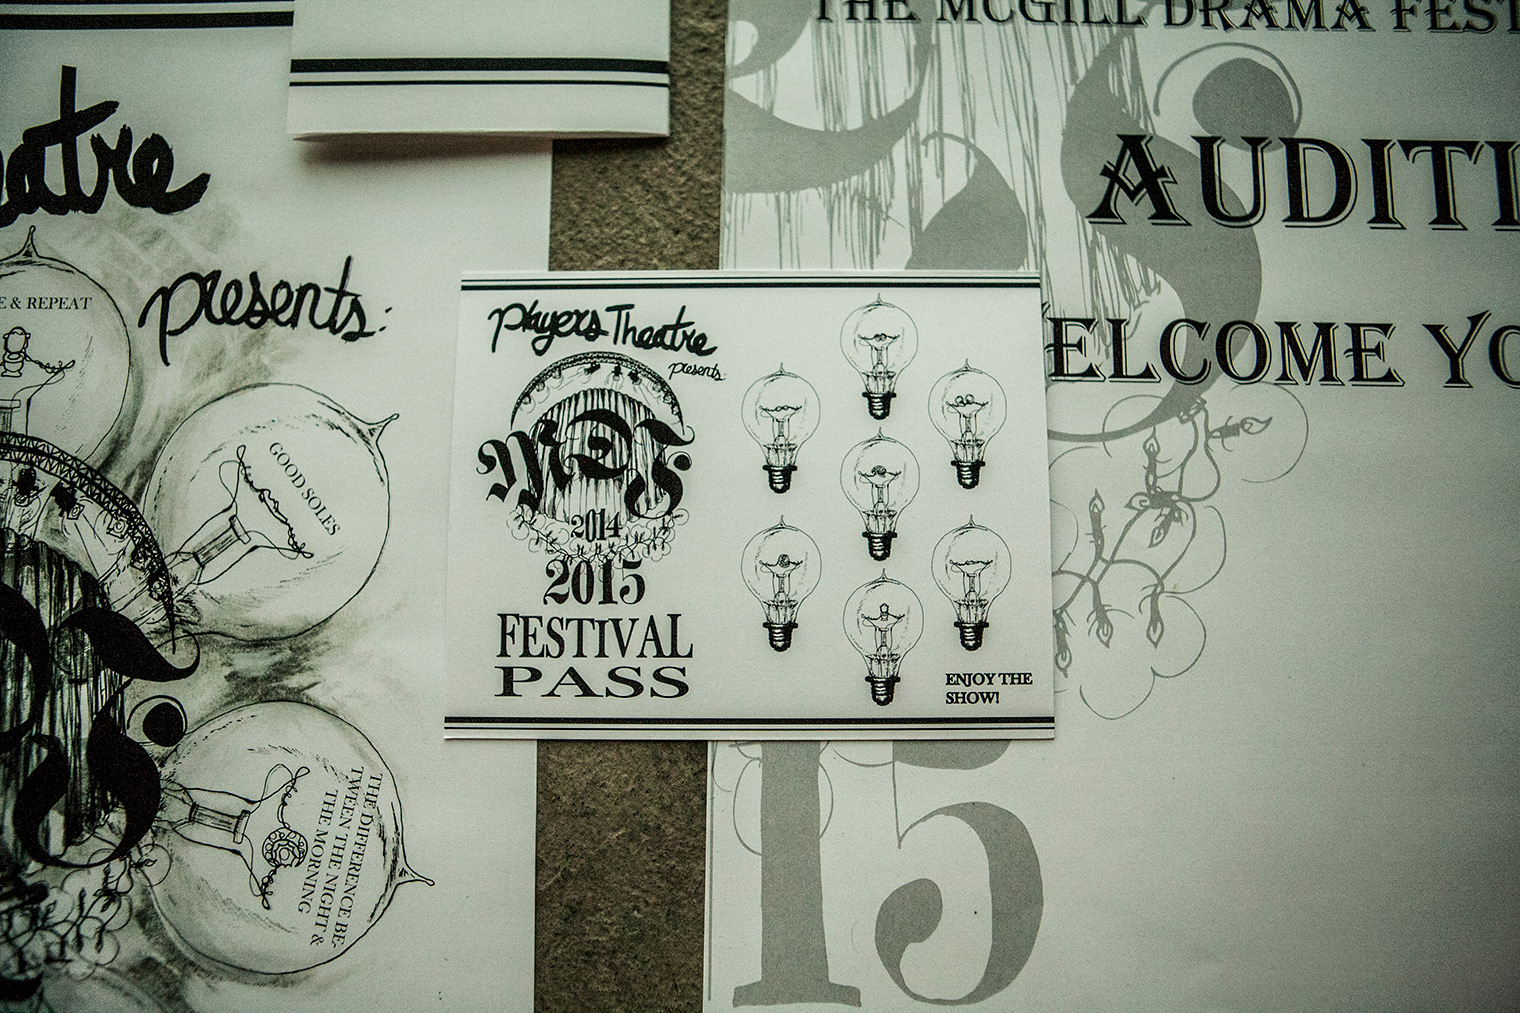 Theatre
presents:
E & REPEAT
GOOD SOLES
THE DIFFERENCE BE-
TWEEN THE NIGHT &
THE MORNING
Players Theatre
presents:
MDF
2014
2015
FESTIVAL
PASS
ENJOY THE
SHOW!
THE MCGILL DRAMA FEST
AUDITI
ELCOME YO
15